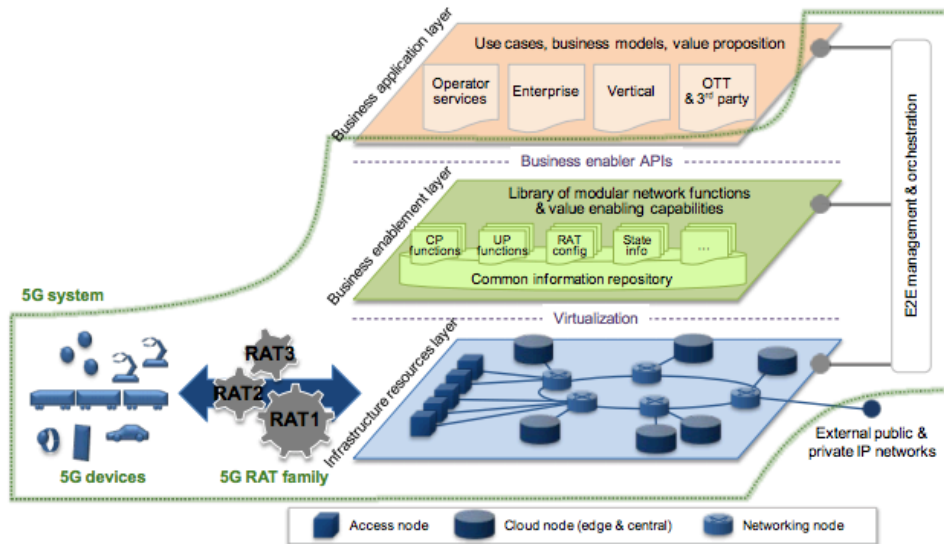 Business application layer
Use cases, business models, value proposition
Operator
services
Enterprise
Vertical
OTT
& 3rd party
Business enabler APIs
Business enablement layer
Library of modular network functions
& value enabling capabilities
CP
functions
UP
functions
RAT
config
State
info
...
Common information repository
E2E management & orchestration
5G system
Virtualization
Infrastructure resources layer
RAT3
RAT2
RAT1
5G devices
5G RAT family
External public &
private IP networks
Access node
Cloud node (edge & central)
Networking node